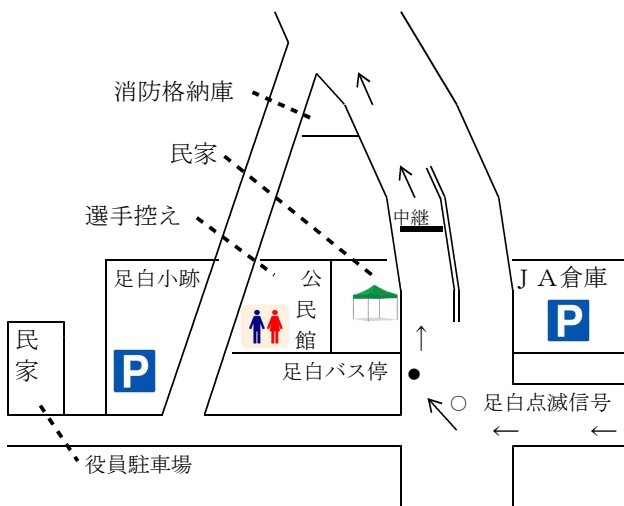 消防格納庫
民家
選手控え
中継
足白小跡
公民館
ＪＡ倉庫
P
P
民家
足白バス停
足白点滅信号
役員駐車場